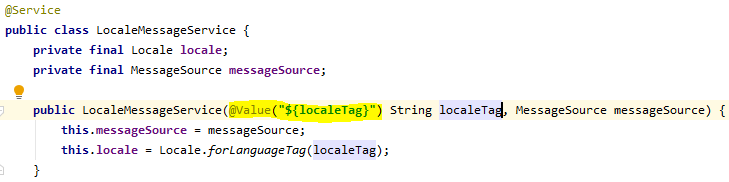 @Service
public class LocaleMessageService {
private final Locale locale;
private final MessageSource messageSource;
public LocaleMessageService(@Value("${localeTag}") String localeTag, MessageSource messageSource) {
this.messageSource = messageSource;
this.locale = Locale.forLanguageTag(localeTag);
}